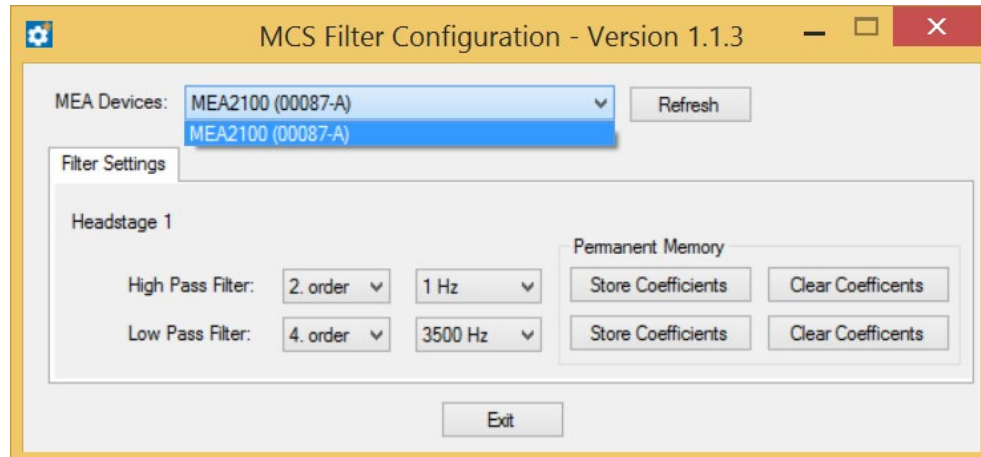 MCS Filter Configuration - Version 1.1.3
MEA Devices: MEA2100 (00087-A) Refresh
MEA2100 (00087-A)
Filter Settings
Headstage 1
Permanent Memory
High Pass Filter: 2. order 1 Hz Store Coefficients Clear Coefficents
Low Pass Filter: 4. order 3500 Hz Store Coefficients Clear Coefficents
Exit